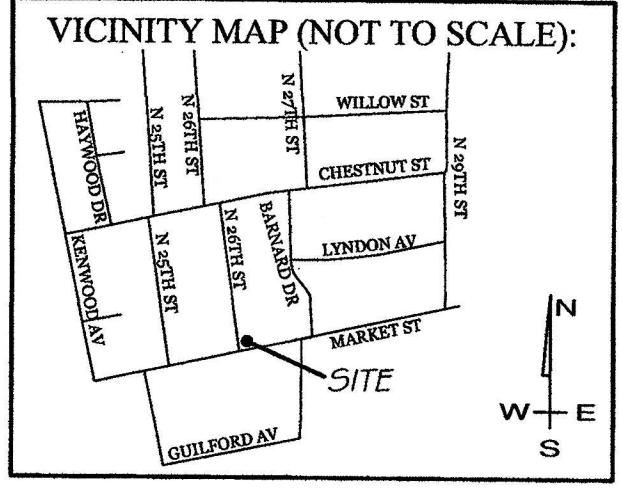 VICINITY MAP (NOT TO SCALE):
HAYWOOD DR
N 25TH ST
N 26TH ST
N 27TH ST
WILLOW ST
N 29TH ST
CHESTNUT ST
KENWOOD AV
N 25TH ST
N 26TH ST
BARNARD DR
LYNDON AV
MARKET ST
SITE
GUILFORD AV
N
W E
S